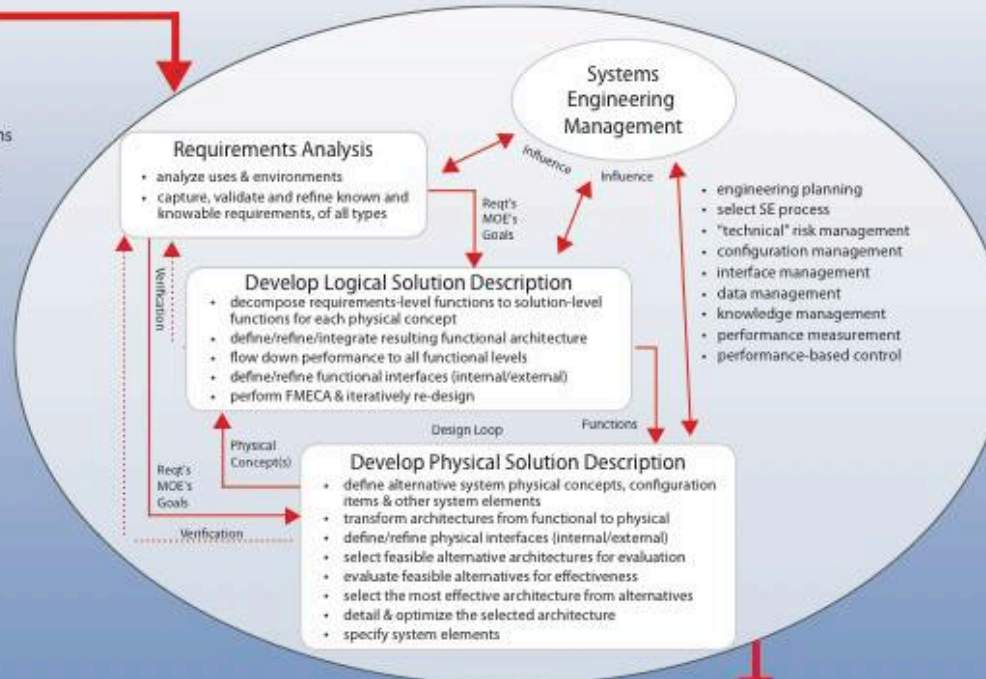 Systems
Engineering
Management
Requirements Analysis
• analyze uses & environments
• capture, validate and refine known and
knowable requirements, of all types
Influence
Influence
Reqt's
MOE's
Goals
• engineering planning
• select SE process
• "technical" risk management
• configuration management
• interface management
• data management
• knowledge management
• performance measurement
• performance-based control
Verification
Develop Logical Solution Description
• decompose requirements-level functions to solution-level
functions for each physical concept
• define/refine/integrate resulting functional architecture
• flow down performance to all functional levels
• define/refine functional interfaces (internal/external)
• perform FMECA & iteratively re-design
Design Loop
Functions
Physical
Concept(s)
Reqt's
MOE's
Goals
Verification
Develop Physical Solution Description
• define alternative system physical concepts, configuration
items & other system elements
• transform architectures from functional to physical
• define/refine physical interfaces (internal/external)
• select feasible alternative architectures for evaluation
• evaluate feasible alternatives for effectiveness
• select the most effective architecture from alternatives
• detail & optimize the selected architecture
• specify system elements